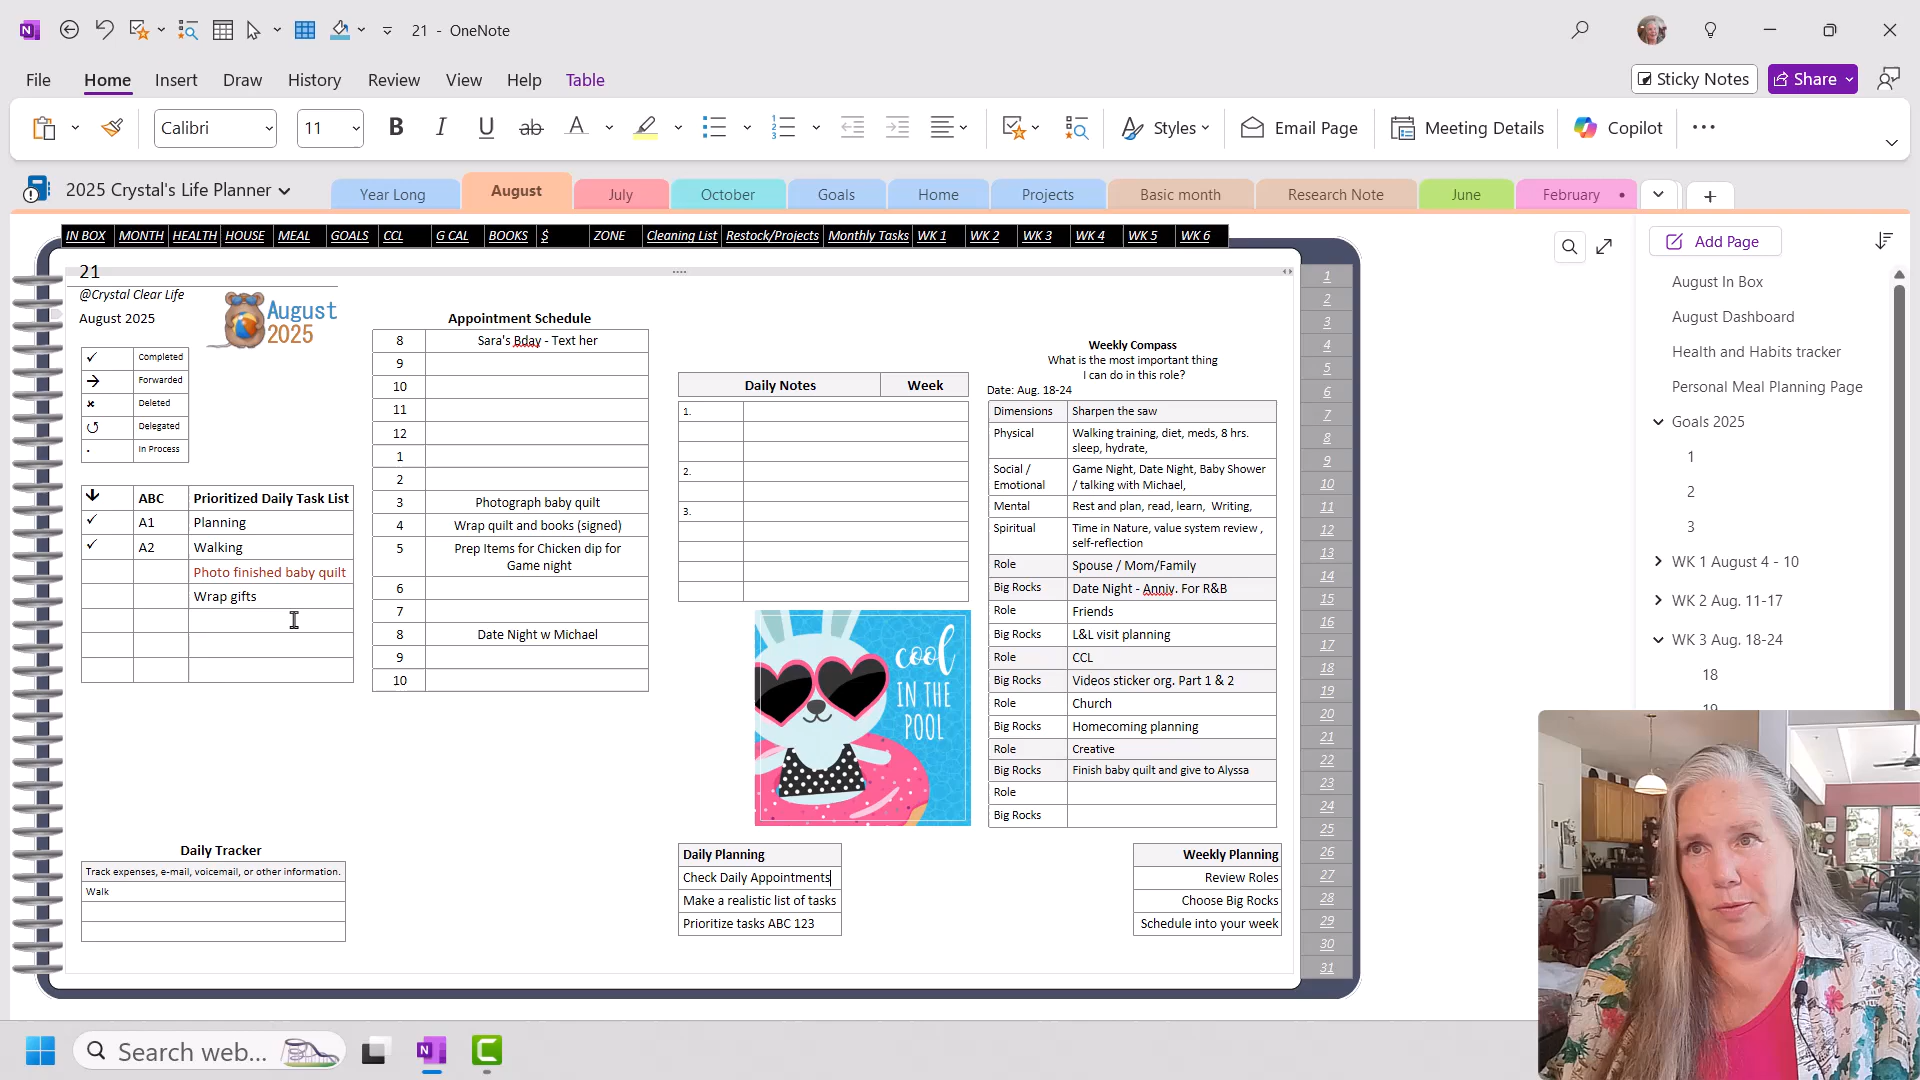 21 - OneNote
File Home Insert Draw History Review View Help Table
Sticky Notes Share
Calibri 11 B I U ab A Styles Email Page Meeting Details Copilot
2025 Crystal's Life Planner Year Long August July October Goals Home Projects Basic month Research Note June February
IN BOX MONTH HEALTH HOUSE MEAL GOALS CCL G CAL BOOKS $ ZONE Cleaning List Restock/Projects Monthly Tasks WK 1 WK 2 WK 3 WK 4 WK 5 WK 6
21
@Crystal Clear Life
August 2025
August
2025
✓ Completed
→ Forwarded
× Deleted
Delegated
. In Process
ABC Prioritized Daily Task List
✓ A1 Planning
✓ A2 Walking
Photo finished baby quilt
Wrap gifts
Daily Tracker
Track expenses, e-mail, voicemail, or other information.
Walk
Appointment Schedule
8 Sara's Bday - Text her
9
10
11
12
1
2
3 Photograph baby quilt
4 Wrap quilt and books (signed)
5 Prep Items for Chicken dip for
Game night
6
7
8 Date Night w Michael
9
10
Daily Notes Week
1.
2.
3.
cool
IN THE
POOL
Daily Planning
Check Daily Appointments
Make a realistic list of tasks
Prioritize tasks ABC 123
Weekly Compass
What is the most important thing
I can do in this role?
Date: Aug. 18-24
Dimensions Sharpen the saw
Physical Walking training, diet, meds, 8 hrs.
sleep, hydrate,
Social / Game Night, Date Night, Baby Shower
Emotional / talking with Michael,
Mental Rest and plan, read, learn, Writing,
Spiritual Time in Nature, value system review ,
self-reflection
Role Spouse / Mom/Family
Big Rocks Date Night - Anniv. For R&B
Role Friends
Big Rocks L&L visit planning
Role CCL
Big Rocks Videos sticker org. Part 1 & 2
Role Church
Big Rocks Homecoming planning
Role Creative
Big Rocks Finish baby quilt and give to Alyssa
Role
Big Rocks
Weekly Planning
Review Roles
Choose Big Rocks
Schedule into your week
1
2
3
4
5
6
7
8
9
10
11
12
13
14
15
16
17
18
19
20
21
22
23
24
25
26
27
28
29
30
31
Add Page
August In Box
August Dashboard
Health and Habits tracker
Personal Meal Planning Page
Goals 2025
1
2
3
WK 1 August 4 - 10
WK 2 Aug. 11-17
WK 3 Aug. 18-24
18
19
Search web...